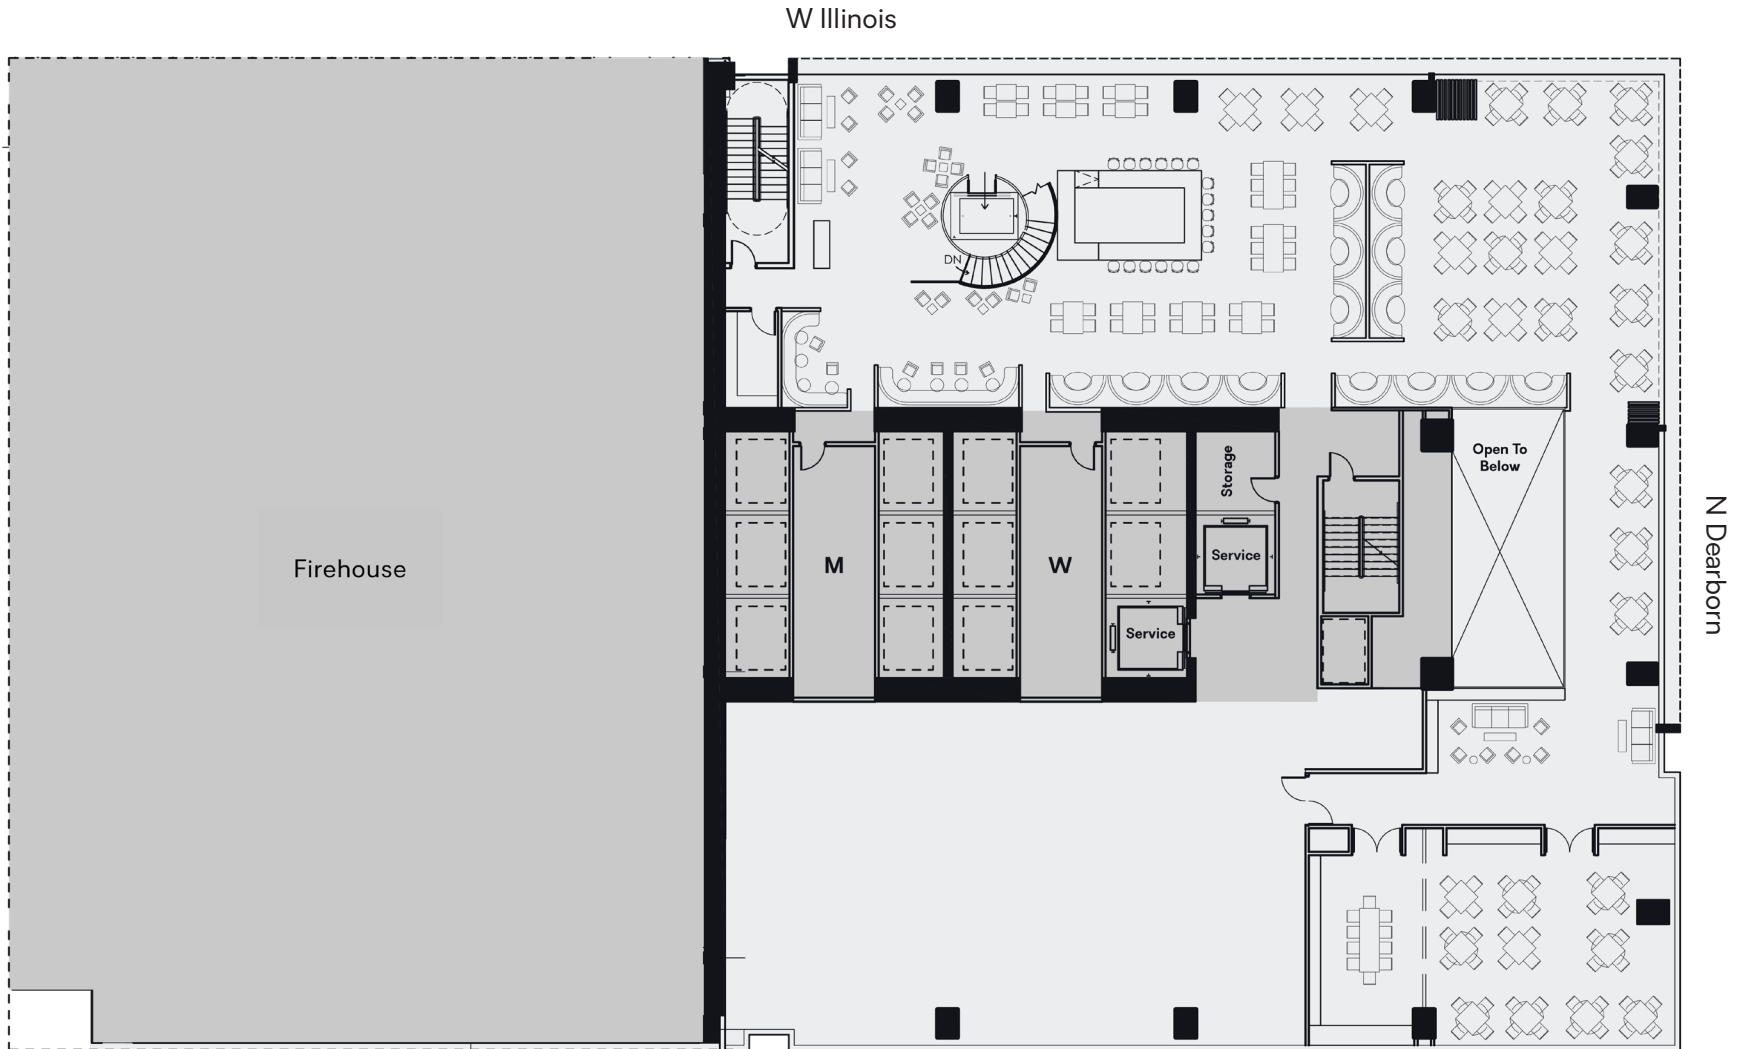 W Illinois
DN
Storage
Open To
Below
N Dearborn
Firehouse
M
W
Service
Service